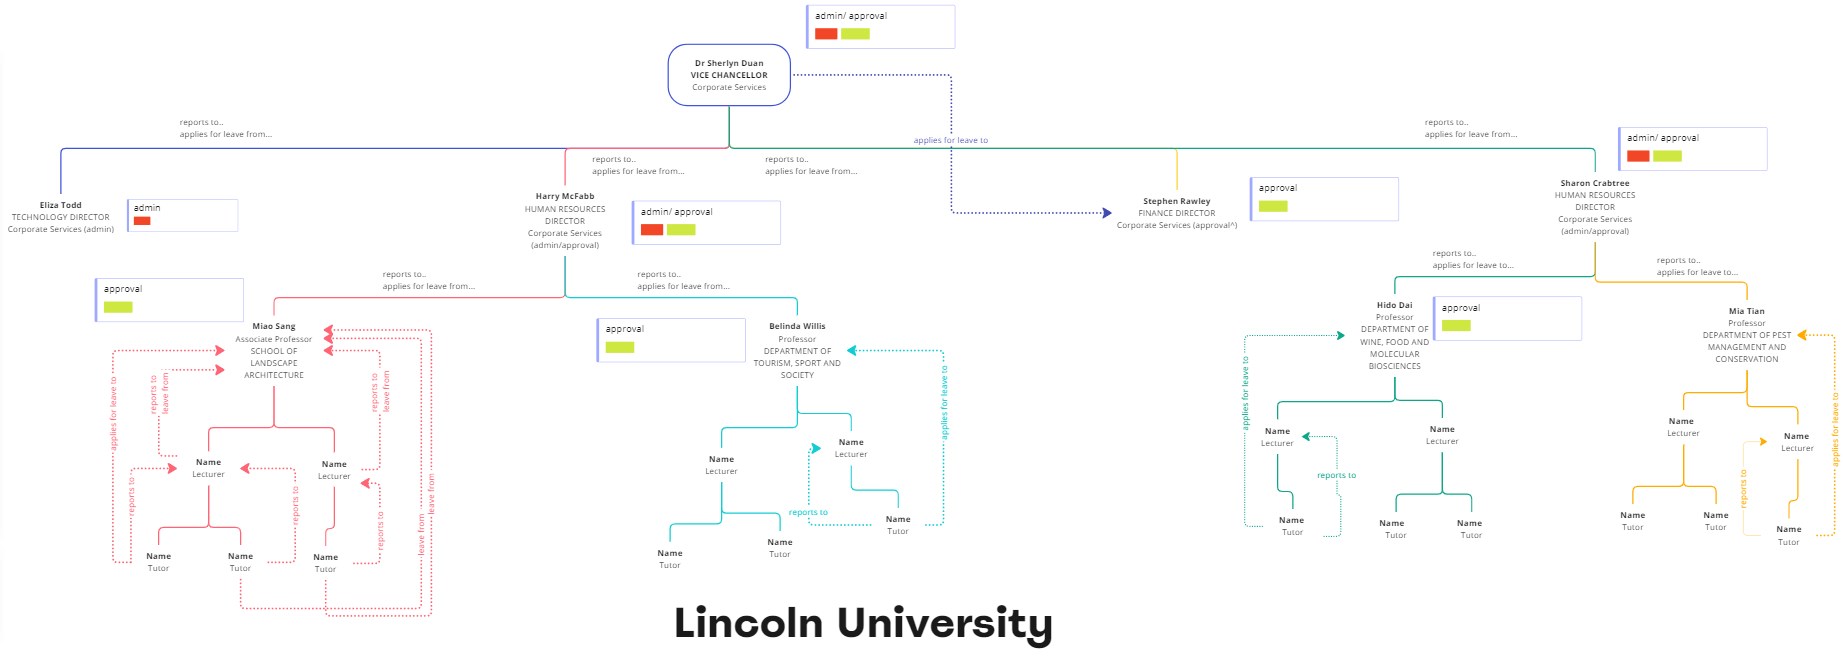 admin/ approval
Dr Sherlyn Duan
VICE CHANCELLOR
Corporate Services
reports to..
applies for leave from...
applies for leave to
reports to..
applies for leave from...
admin/ approval
reports to..
applies for leave from...
reports to..
applies for leave from...
Eliza Todd
TECHNOLOGY DIRECTOR
Corporate Services (admin)
admin
Harry McFabb
HUMAN RESOURCES
DIRECTOR
Corporate Services
(admin/approval)
admin/ approval
Stephen Rawley
FINANCE DIRECTOR
Corporate Services (approval^)
approval
Sharon Crabtree
HUMAN RESOURCES
DIRECTOR
Corporate Services
(admin/approval)
reports to..
applies for leave from...
reports to..
applies for leave from...
reports to..
applies for leave to...
reports to..
applies for leave to...
approval
Miao Sang
Associate Professor
SCHOOL OF
LANDSCAPE
ARCHITECTURE
approval
Belinda Willis
Professor
DEPARTMENT OF
TOURISM, SPORT AND
SOCIETY
Hido Dai
Professor
DEPARTMENT OF
WINE, FOOD AND
MOLECULAR
BIOSCIENCES
approval
Mia Tian
Professor
DEPARTMENT OF PEST
MANAGEMENT AND
CONSERVATION
applies for leave to
reports to
leave from
reports to
leave from
applies for leave to
applies for leave to
applies for leave to
Name
Lecturer
Name
Lecturer
Name
Lecturer
Name
Lecturer
Name
Lecturer
Name
Lecturer
Name
Lecturer
Name
Lecturer
reports to
reports to
reports to
leave from
leave from
reports to
reports to
reports to
Name
Tutor
Name
Tutor
Name
Tutor
Name
Tutor
Name
Tutor
Name
Tutor
Name
Tutor
Name
Tutor
Name
Tutor
Name
Tutor
Name
Tutor
Name
Tutor
Lincoln University